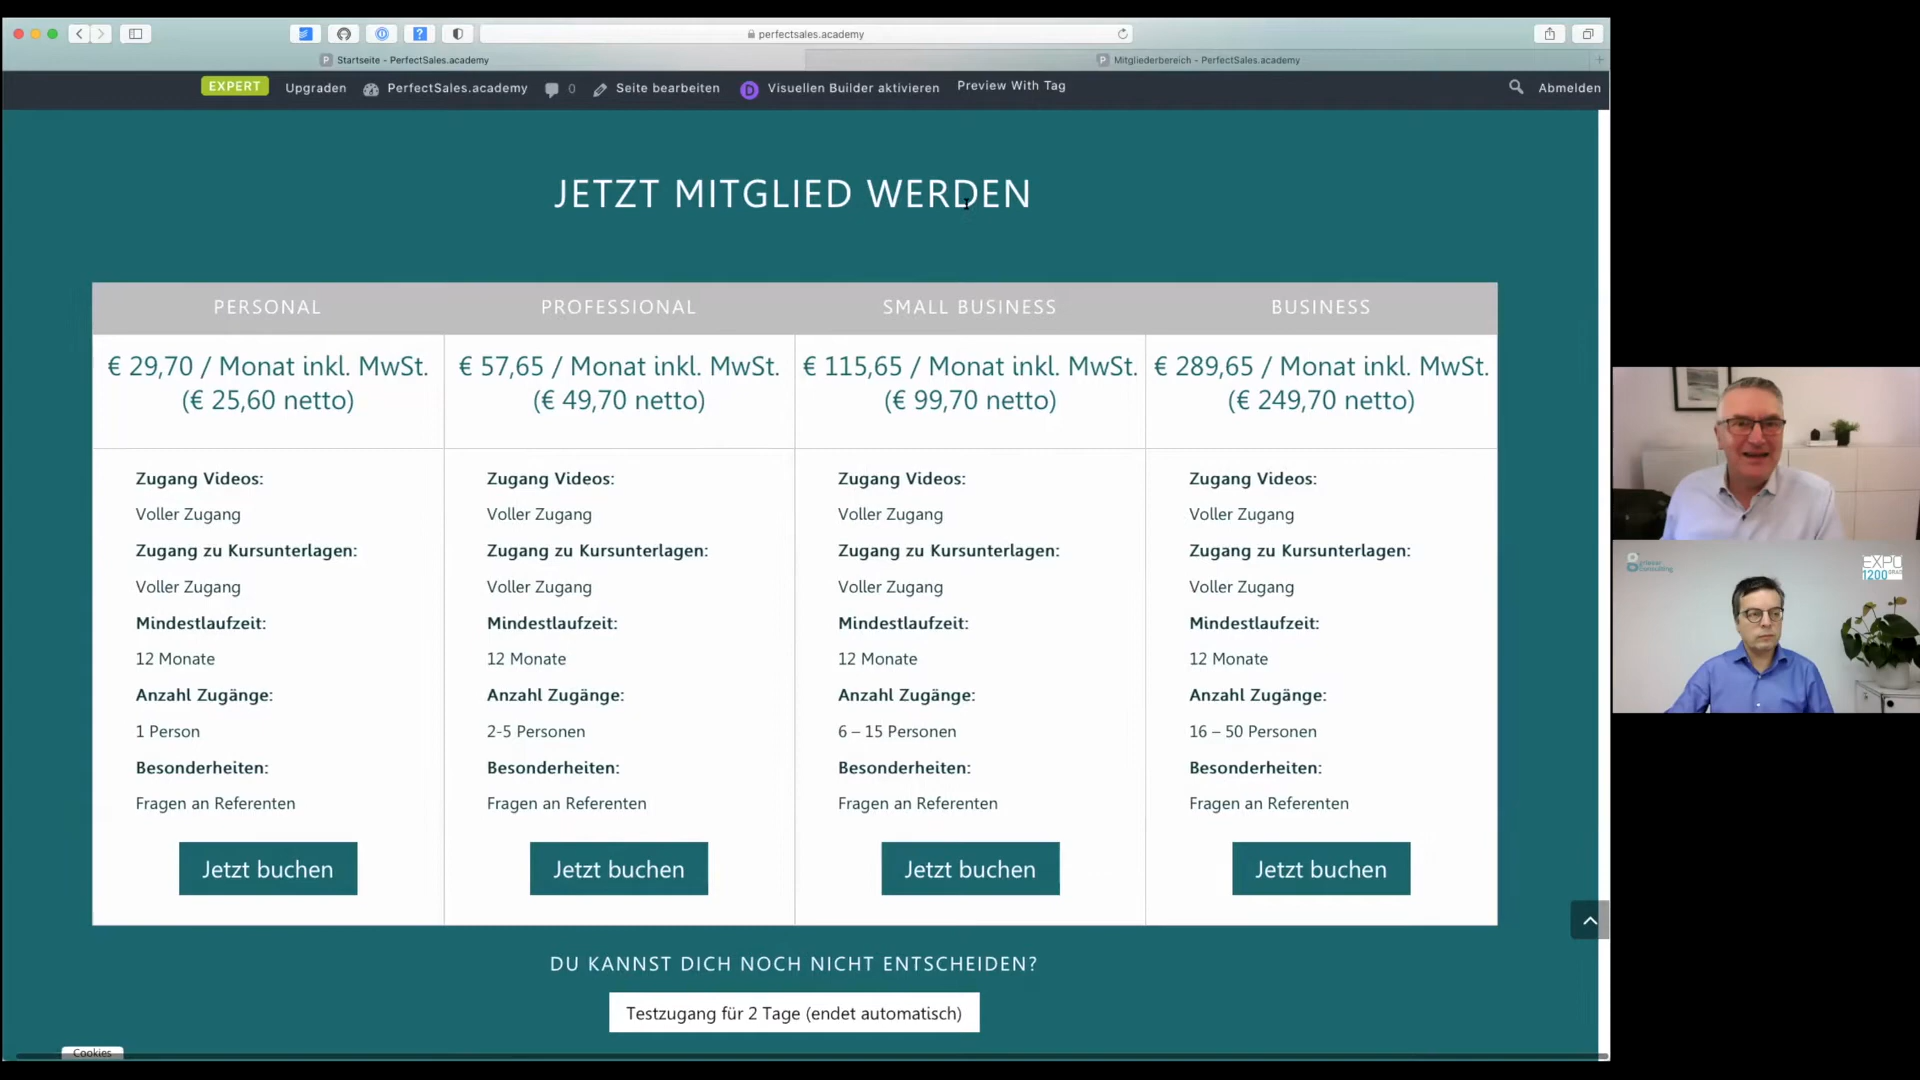 perfectsales.academy
Startseite - PerfectSales.academy
Mitgliederbereich - PerfectSales.academy
EXPERT
Upgraden
PerfectSales.academy
0
Seite bearbeiten
D
Visuellen Builder aktivieren
Preview With Tag
Abmelden
JETZT MITGLIED WERDEN
PERSONAL
PROFESSIONAL
SMALL BUSINESS
BUSINESS
€ 29,70 / Monat inkl. MwSt.
(€ 25,60 netto)
€ 57,65 / Monat inkl. MwSt.
(€ 49,70 netto)
€ 115,65 / Monat inkl. MwSt.
(€ 99,70 netto)
€ 289,65 / Monat inkl. MwSt.
(€ 249,70 netto)
Zugang Videos:
Voller Zugang
Zugang zu Kursunterlagen:
Voller Zugang
Mindestlaufzeit:
12 Monate
Anzahl Zugänge:
1 Person
Besonderheiten:
Fragen an Referenten
Jetzt buchen
Zugang Videos:
Voller Zugang
Zugang zu Kursunterlagen:
Voller Zugang
Mindestlaufzeit:
12 Monate
Anzahl Zugänge:
2-5 Personen
Besonderheiten:
Fragen an Referenten
Jetzt buchen
Zugang Videos:
Voller Zugang
Zugang zu Kursunterlagen:
Voller Zugang
Mindestlaufzeit:
12 Monate
Anzahl Zugänge:
6 – 15 Personen
Besonderheiten:
Fragen an Referenten
Jetzt buchen
Zugang Videos:
Voller Zugang
Zugang zu Kursunterlagen:
Voller Zugang
Mindestlaufzeit:
12 Monate
Anzahl Zugänge:
16 – 50 Personen
Besonderheiten:
Fragen an Referenten
Jetzt buchen
DU KANNST DICH NOCH NICHT ENTSCHEIDEN?
Testzugang für 2 Tage (endet automatisch)
Cookies
consulting
EXPO
1200